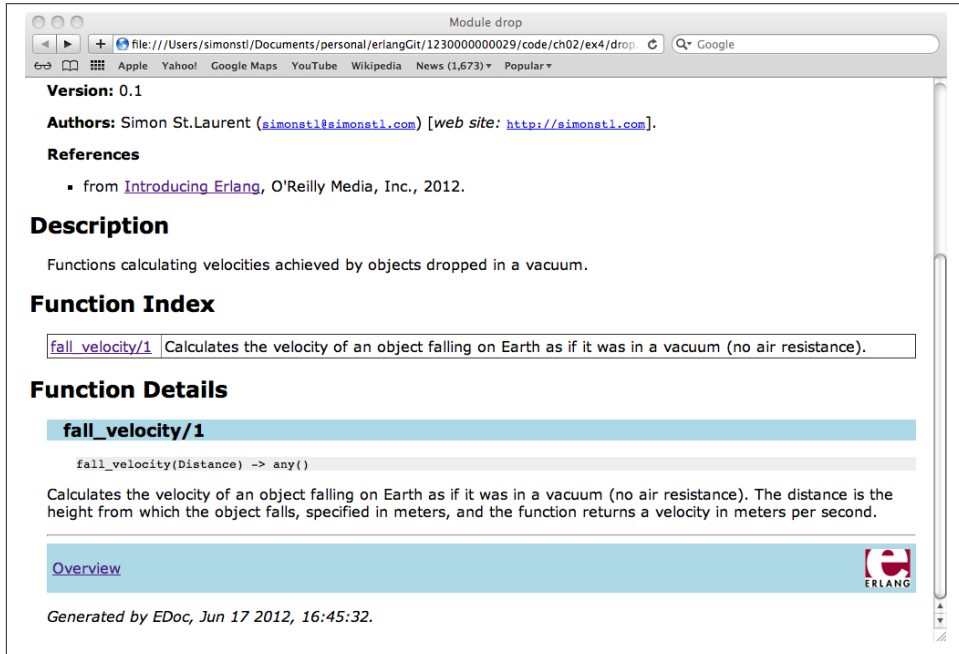 Module drop
file:///Users/simonstl/Documents/personal/erlangGit/1230000000029/code/ch02/ex4/drop.
Google
Apple Yahoo! Google Maps YouTube Wikipedia News (1,673) Popular
Version: 0.1
Authors: Simon St.Laurent (simonstl@simonstl.com) [web site: http://simonstl.com].
References
▪ from Introducing Erlang, O'Reilly Media, Inc., 2012.
Description
Functions calculating velocities achieved by objects dropped in a vacuum.
Function Index
fall_velocity/1 Calculates the velocity of an object falling on Earth as if it was in a vacuum (no air resistance).
Function Details
fall_velocity/1
fall_velocity(Distance) -> any()
Calculates the velocity of an object falling on Earth as if it was in a vacuum (no air resistance). The distance is the
height from which the object falls, specified in meters, and the function returns a velocity in meters per second.
Overview
e
ERLANG
Generated by EDoc, Jun 17 2012, 16:45:32.